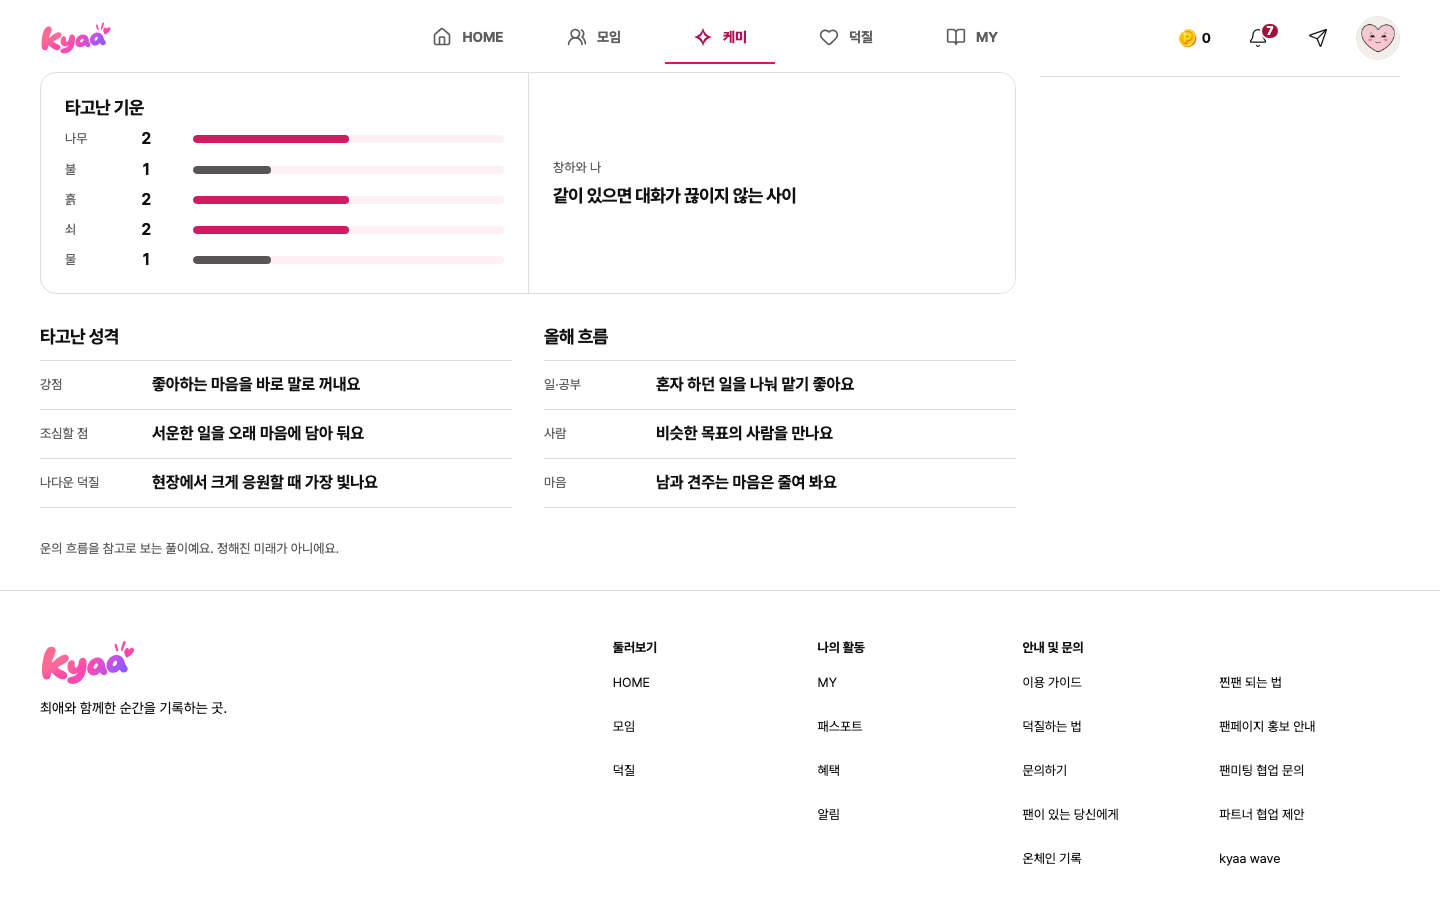 kyaa
HOME
모임
케미
덕질
MY
0
7
타고난 기운
나무 2
불 1
흙 2
쇠 2
물 1
창하와 나
같이 있으면 대화가 끊이지 않는 사이
타고난 성격
강점 좋아하는 마음을 바로 말로 꺼내요
조심할 점 서운한 일을 오래 마음에 담아 둬요
나다운 덕질 현장에서 크게 응원할 때 가장 빛나요
올해 흐름
일·공부 혼자 하던 일을 나눠 맡기 좋아요
사람 비슷한 목표의 사람을 만나요
마음 남과 견주는 마음은 줄여 봐요
운의 흐름을 참고로 보는 풀이예요. 정해진 미래가 아니에요.
kyaa
최애와 함께한 순간을 기록하는 곳.
둘러보기
HOME
모임
덕질
나의 활동
MY
패스포트
혜택
알림
안내 및 문의
이용 가이드
덕질하는 법
문의하기
팬이 있는 당신에게
온체인 기록
찐팬 되는 법
팬페이지 홍보 안내
팬미팅 협업 문의
파트너 협업 제안
kyaa wave